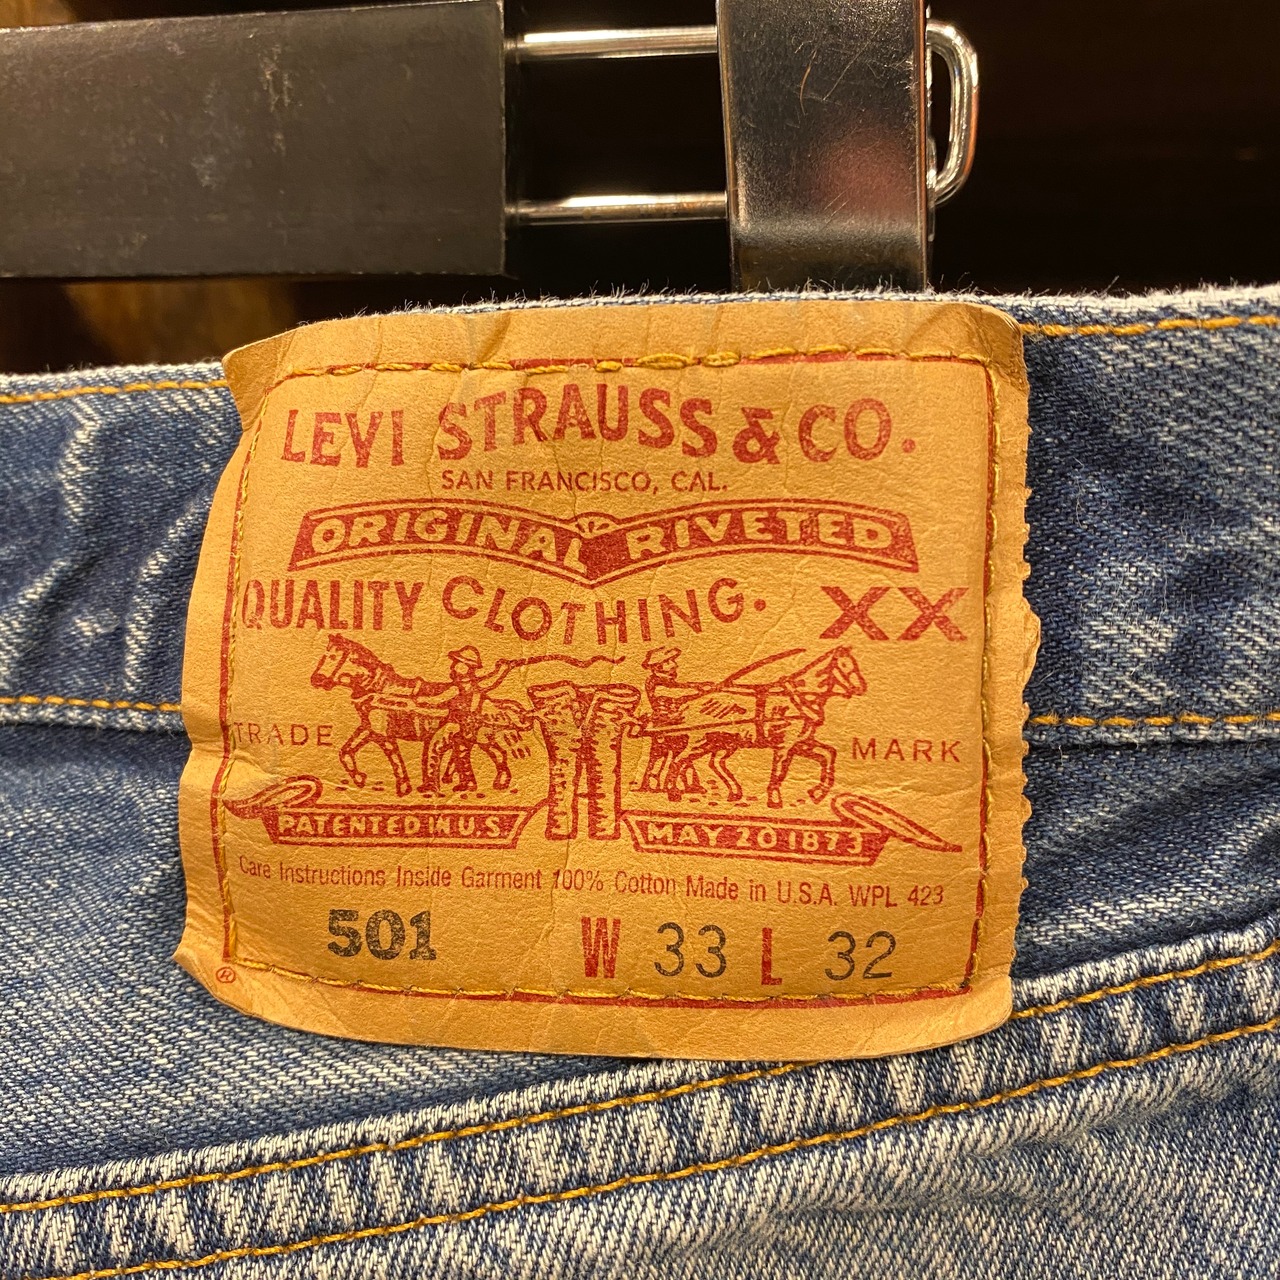 LEVI STRAUSS & CO.
SAN FRANCISCO, CAL.
ORIGINAL RIVETED
QUALITY CLOTHING. XX
TRADE MARK
PATENTED IN U.S. MAY 20 1873
Care Instructions Inside Garment 100% Cotton Made in U.S.A. WPL 423
501 W 33 L 32
®